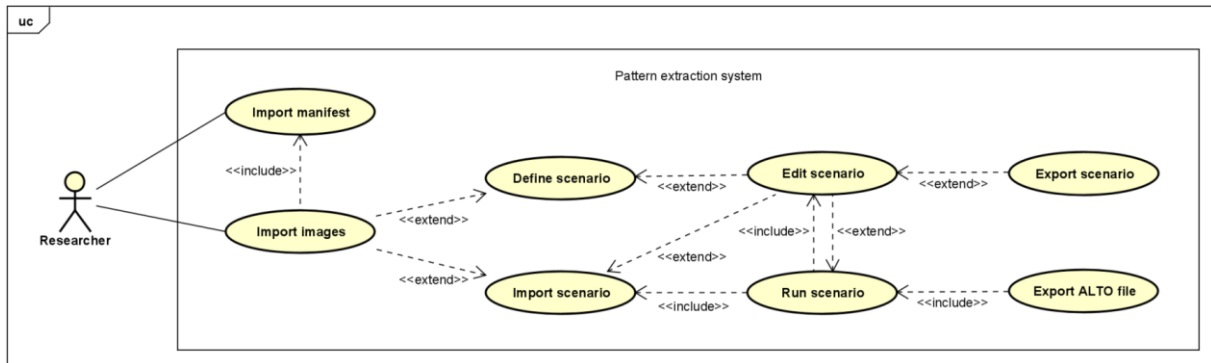 uc
Pattern extraction system
Import manifest
<<include>>
Define scenario
<<extend>>
Edit scenario
<<extend>>
Export scenario
Researcher
Import images
<<extend>>
<<extend>>
<<extend>>
<<include>>
<<extend>>
Import scenario
<<include>>
Run scenario
<<include>>
Export ALTO file